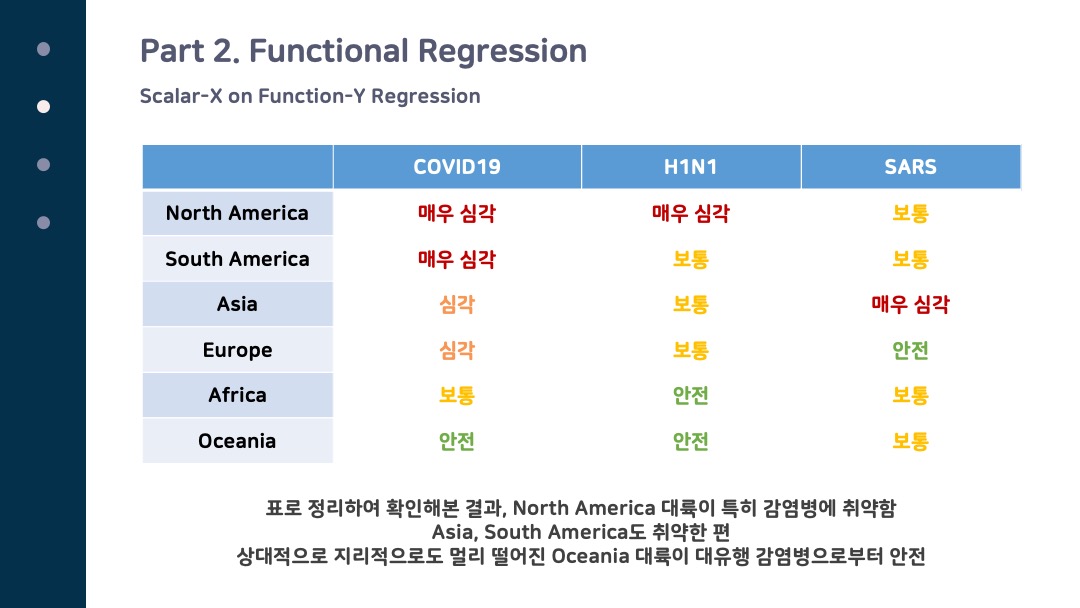 Part 2. Functional Regression
Scalar-X on Function-Y Regression
COVID19 H1N1 SARS
North America 매우 심각 매우 심각 보통
South America 매우 심각 보통 보통
Asia 심각 보통 매우 심각
Europe 심각 보통 안전
Africa 보통 안전 보통
Oceania 안전 안전 보통
표로 정리하여 확인해본 결과, North America 대륙이 특히 감염병에 취약함
Asia, South America도 취약한 편
상대적으로 지리적으로도 멀리 떨어진 Oceania 대륙이 대유행 감염병으로부터 안전